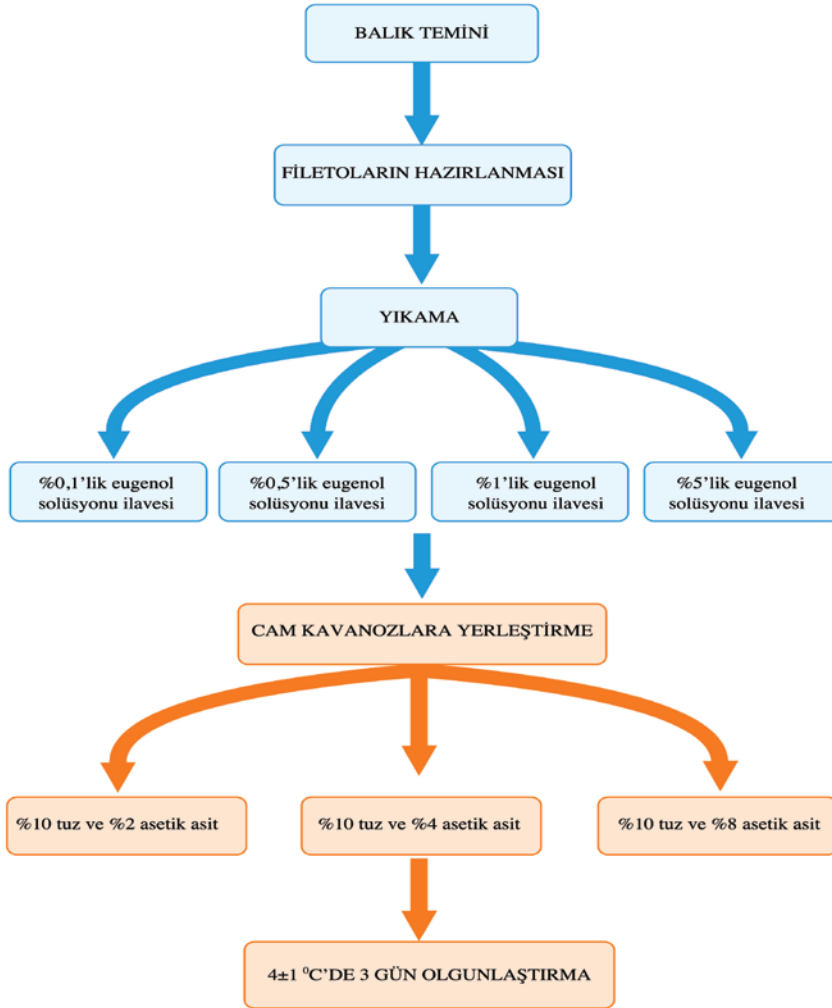 BALIK TEMİNİ
FİLETOLARIN HAZIRLANMASI
YIKAMA
%0,1’lik eugenol
solüsyonu ilavesi
%0,5’lik eugenol
solüsyonu ilavesi
%1’lik eugenol
solüsyonu ilavesi
%5’lik eugenol
solüsyonu ilavesi
CAM KAVANOZLARA YERLEŞTİRME
%10 tuz ve %2 asetik asit
%10 tuz ve %4 asetik asit
%10 tuz ve %8 asetik asit
4±1 ⁰C’DE 3 GÜN OLGUNLAŞTIRMA